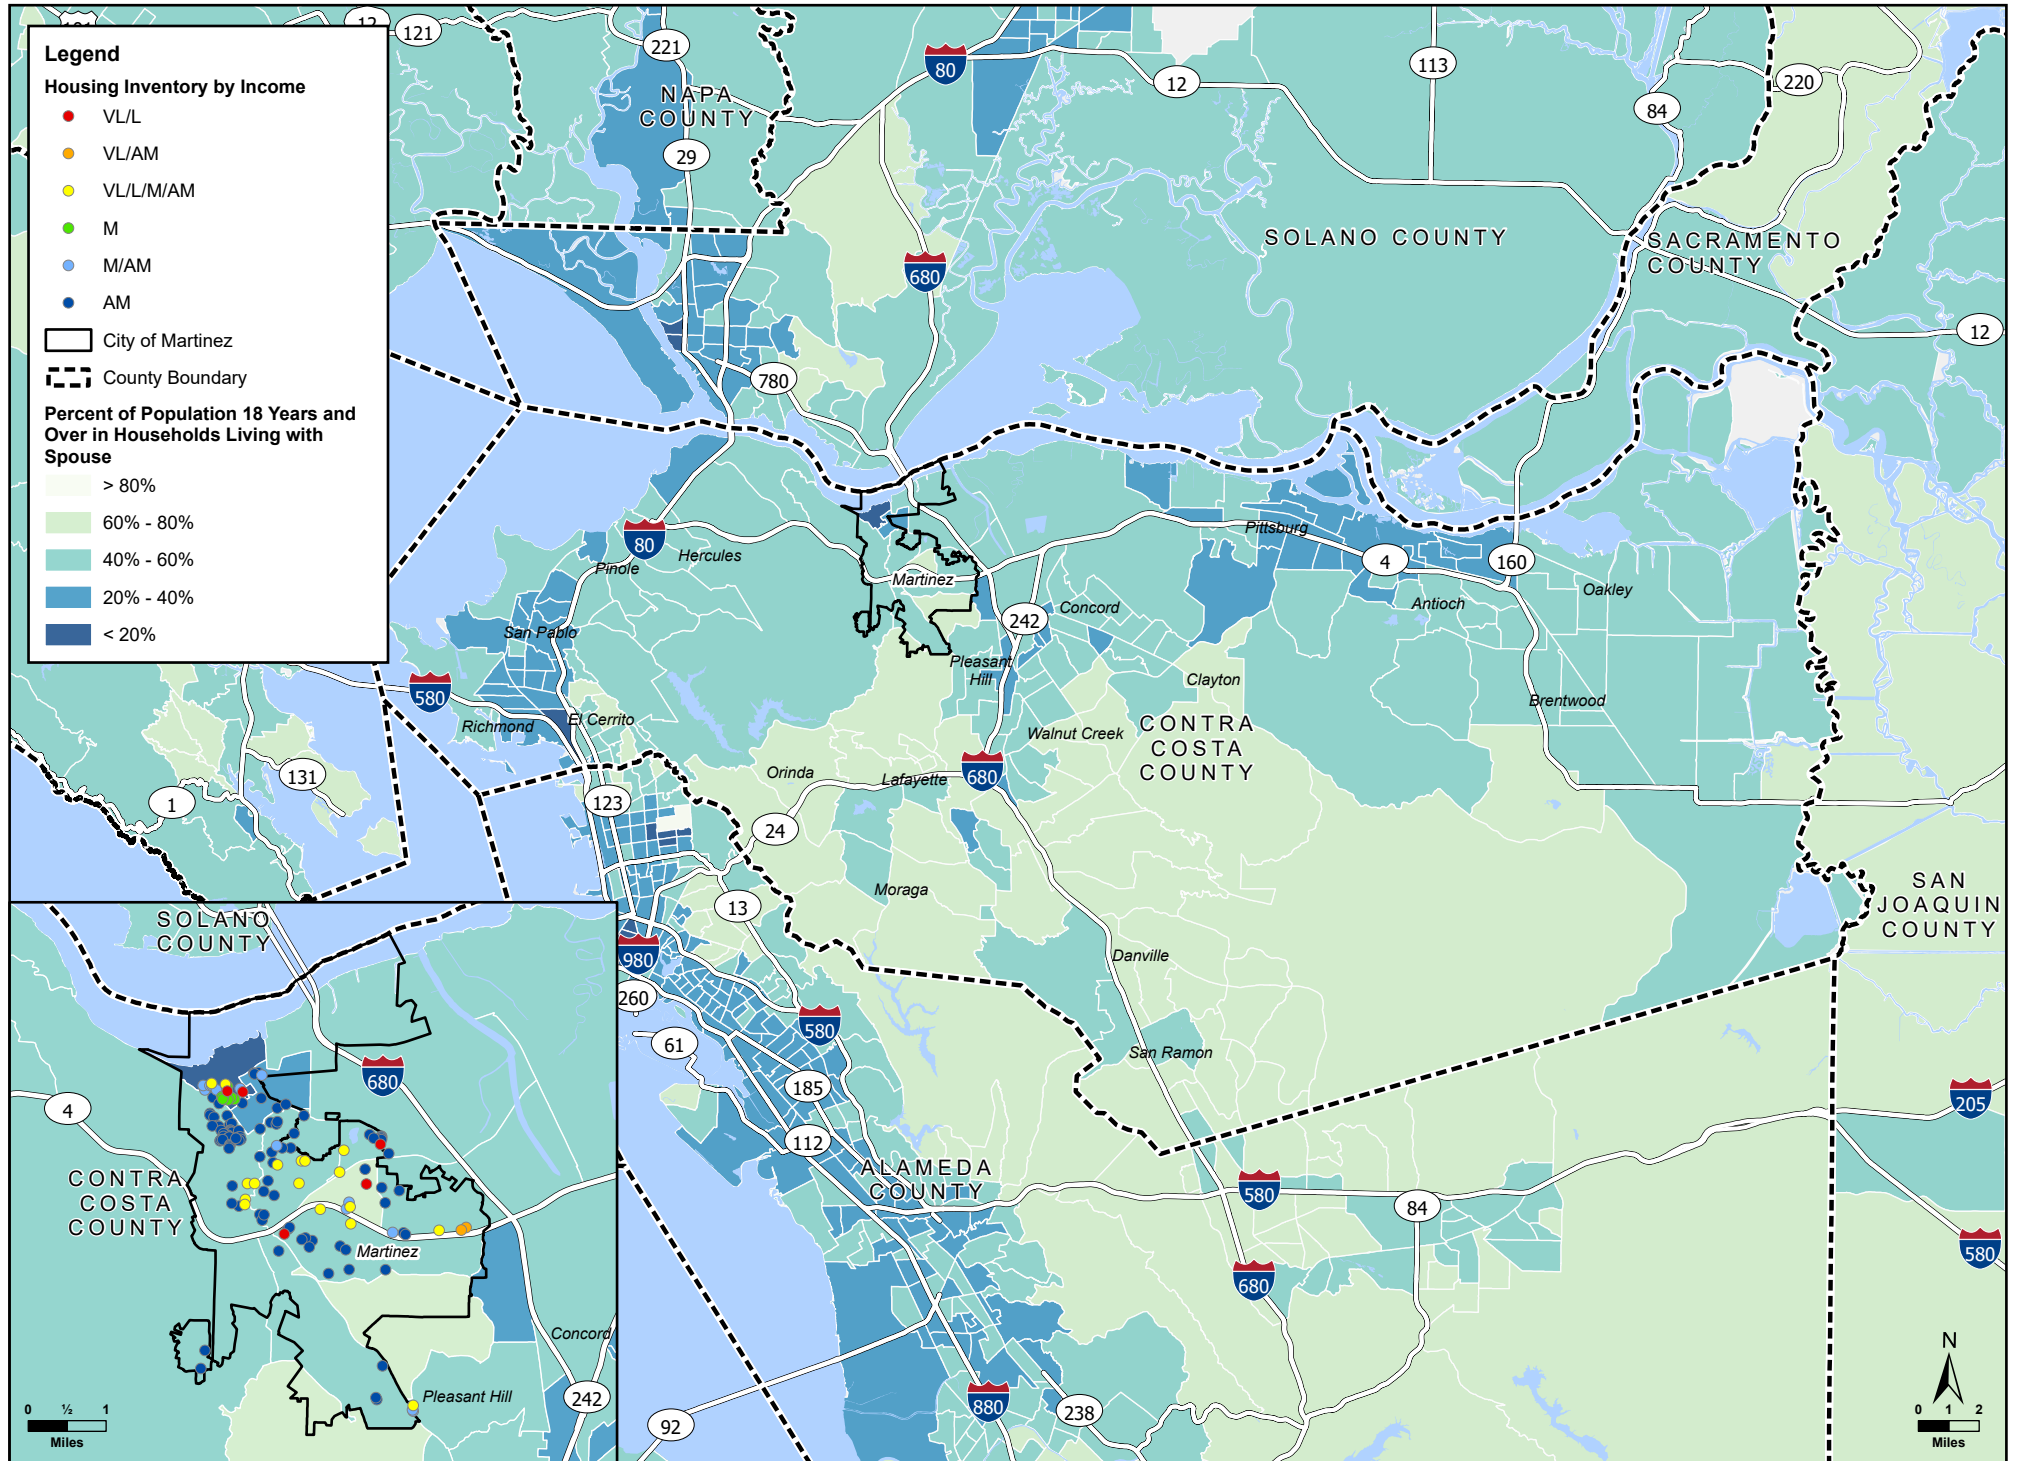 Legend
Housing Inventory by Income
VL/L
VL/AM
VL/L/M/AM
M
M/AM
AM
City of Martinez
County Boundary
Percent of Population 18 Years and
Over in Households Living with
Spouse
> 80%
60% - 80%
40% - 60%
20% - 40%
< 20%
12
121
221
80
12
113
84
220
NAPA
COUNTY
29
680
SOLANO COUNTY
SACRAMENTO
COUNTY
12
780
80
Hercules
Pinole
Martinez
Pittsburg
4
160
Oakley
Antioch
Concord
242
San Pablo
Pleasant
Hill
Clayton
580
Richmond
El Cerrito
Walnut Creek
Brentwood
CONTRA
COSTA
COUNTY
131
1
Orinda
Lafayette
680
123
24
Moraga
13
SAN
JOAQUIN
COUNTY
980
Danville
260
580
61
San Ramon
185
205
112
ALAMEDA
COUNTY
580
84
580
680
880
238
92
SOLANO
COUNTY
680
4
CONTRA
COSTA
COUNTY
Martinez
Concord
Pleasant Hill
242
0 ½ 1
Miles
N
0 1 2
Miles